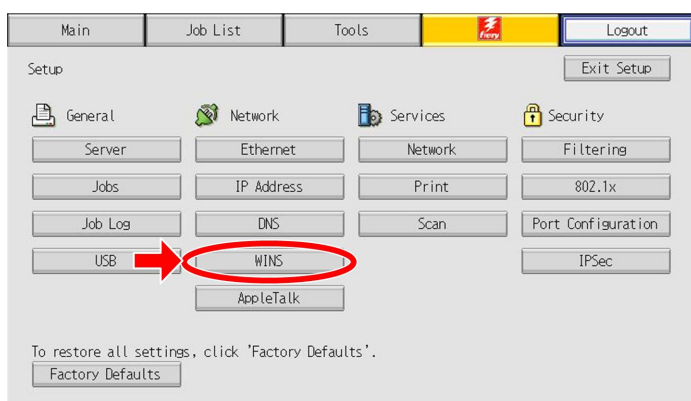 Main Job List Tools fiery Logout
Setup Exit Setup
General Network Services Security
Server Ethernet Network Filtering
Jobs IP Address Print 802.1x
Job Log DNS Scan Port Configuration
USB WINS IPSec
AppleTalk
To restore all settings, click 'Factory Defaults'.
Factory Defaults